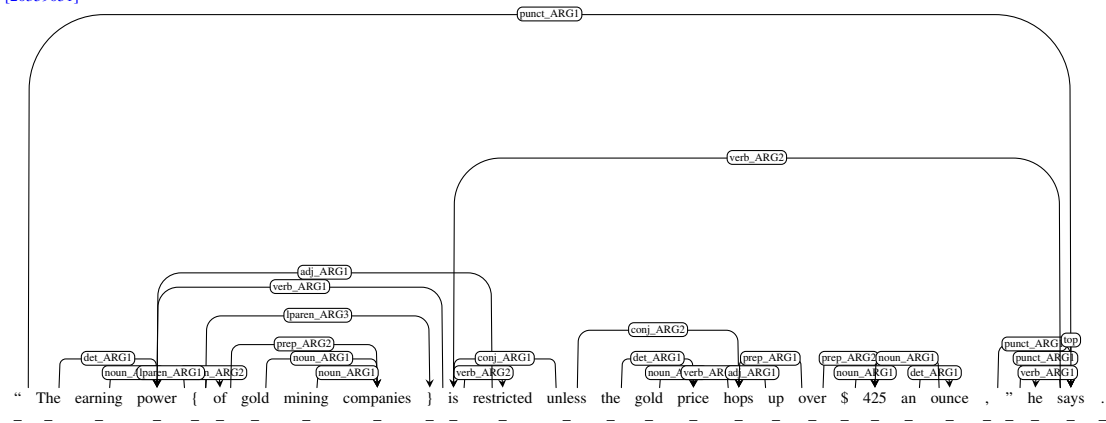 punct_ARG1
verb_ARG2
adj_ARG1
verb_ARG1
lparen_ARG3
conj_ARG2
prep_ARG2 punct_ARG1 top
det_ARG1 noun_ARG1 conj_ARG1 det_ARG1 prep_ARG1 prep_ARG2 noun_ARG1 punct_ARG1
lparen_ARG1 noun_ARG1 verb_ARG2 adj_ARG1 noun_ARG1 det_ARG1 verb_ARG1
“ The earning power { of gold mining companies } is restricted unless the gold price hops up over $ 425 an ounce , ” he says .